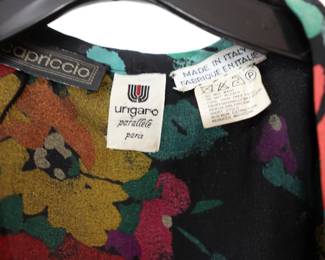 capriccio
ungaro
parallèle
paris
MADE IN ITALY
FABRIQUE EN ITALIE
P